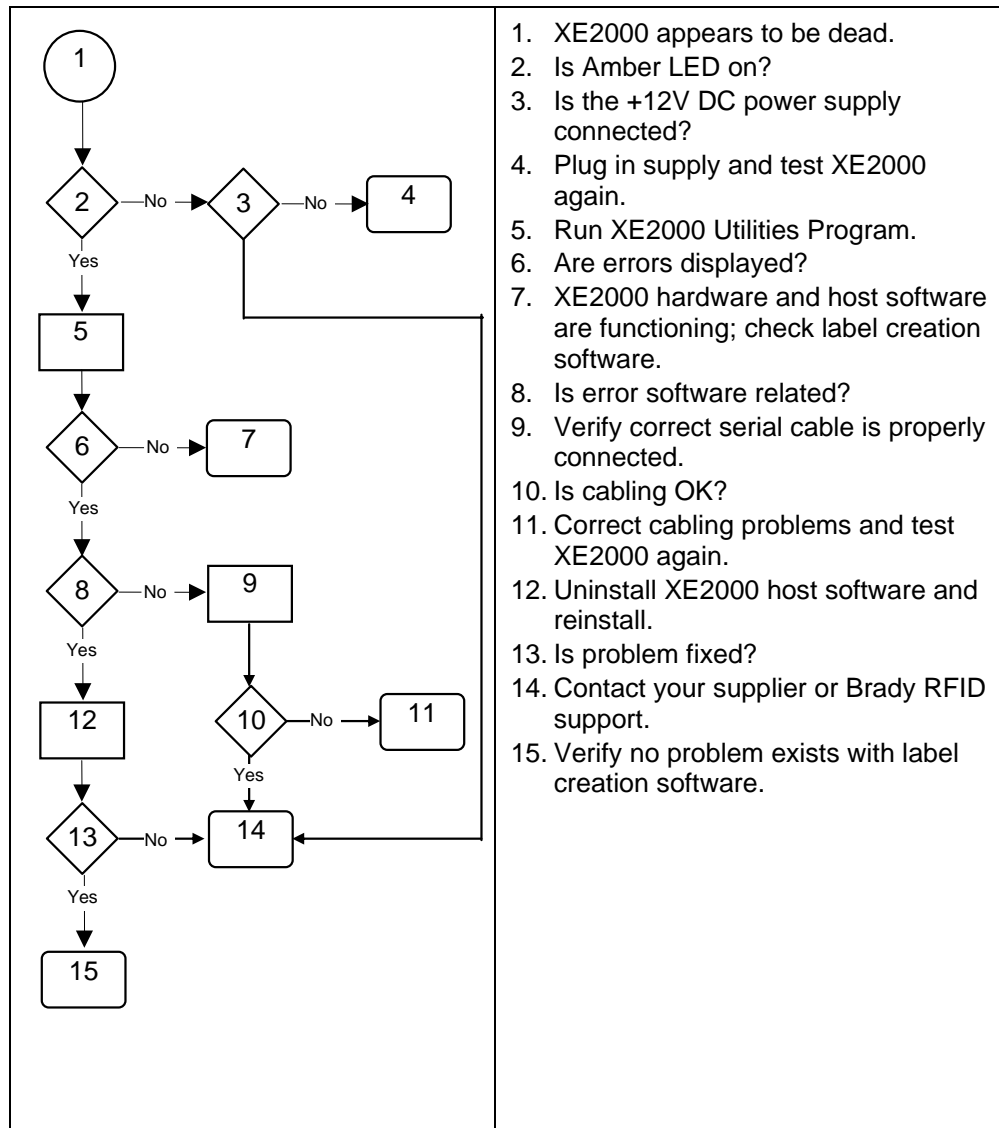 1
2
No
3
No
4
Yes
5
6
No
7
Yes
8
No
9
Yes
12
10
No
11
Yes
13
No
14
Yes
15
1. XE2000 appears to be dead.
2. Is Amber LED on?
3. Is the +12V DC power supply
connected?
4. Plug in supply and test XE2000
again.
5. Run XE2000 Utilities Program.
6. Are errors displayed?
7. XE2000 hardware and host software
are functioning; check label creation
software.
8. Is error software related?
9. Verify correct serial cable is properly
connected.
10. Is cabling OK?
11. Correct cabling problems and test
XE2000 again.
12. Uninstall XE2000 host software and
reinstall.
13. Is problem fixed?
14. Contact your supplier or Brady RFID
support.
15. Verify no problem exists with label
creation software.